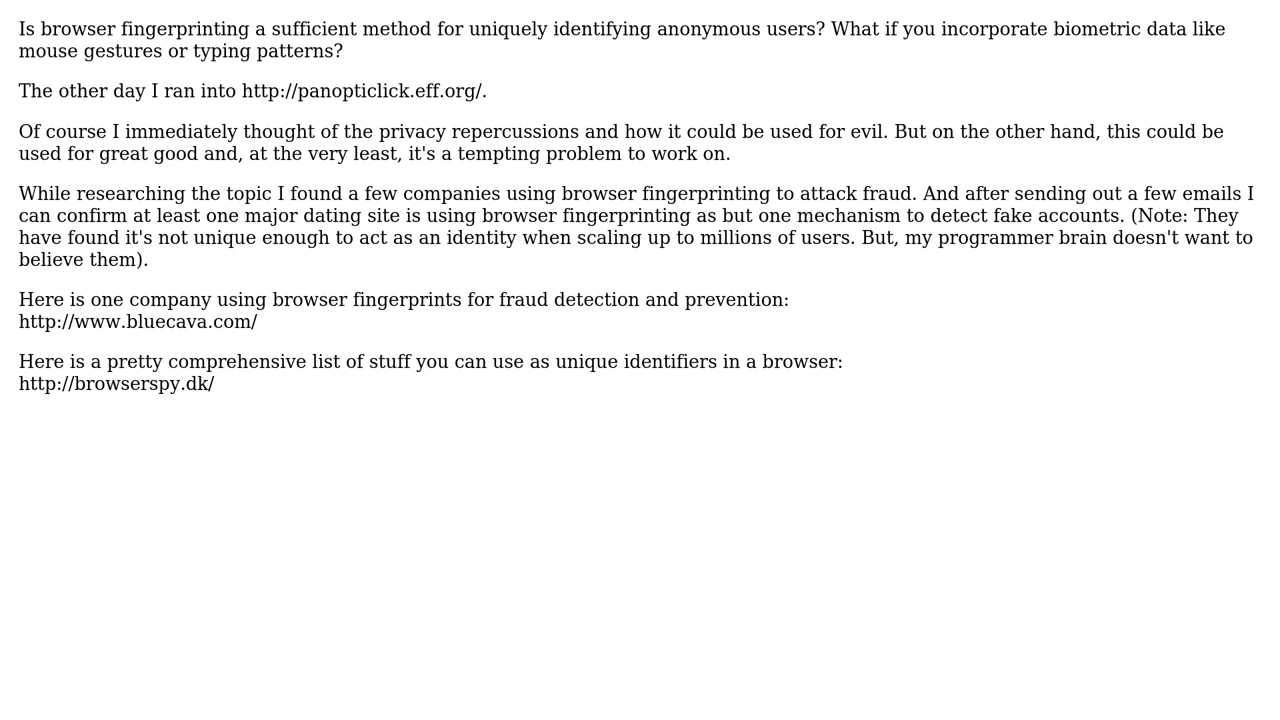 Is browser fingerprinting a sufficient method for uniquely identifying anonymous users? What if you incorporate biometric data like
mouse gestures or typing patterns?
The other day I ran into http://panopticlick.eff.org/.
Of course I immediately thought of the privacy repercussions and how it could be used for evil. But on the other hand, this could be
used for great good and, at the very least, it's a tempting problem to work on.
While researching the topic I found a few companies using browser fingerprinting to attack fraud. And after sending out a few emails I
can confirm at least one major dating site is using browser fingerprinting as but one mechanism to detect fake accounts. (Note: They
have found it's not unique enough to act as an identity when scaling up to millions of users. But, my programmer brain doesn't want to
believe them).
Here is one company using browser fingerprints for fraud detection and prevention:
http://www.bluecava.com/
Here is a pretty comprehensive list of stuff you can use as unique identifiers in a browser:
http://browserspy.dk/